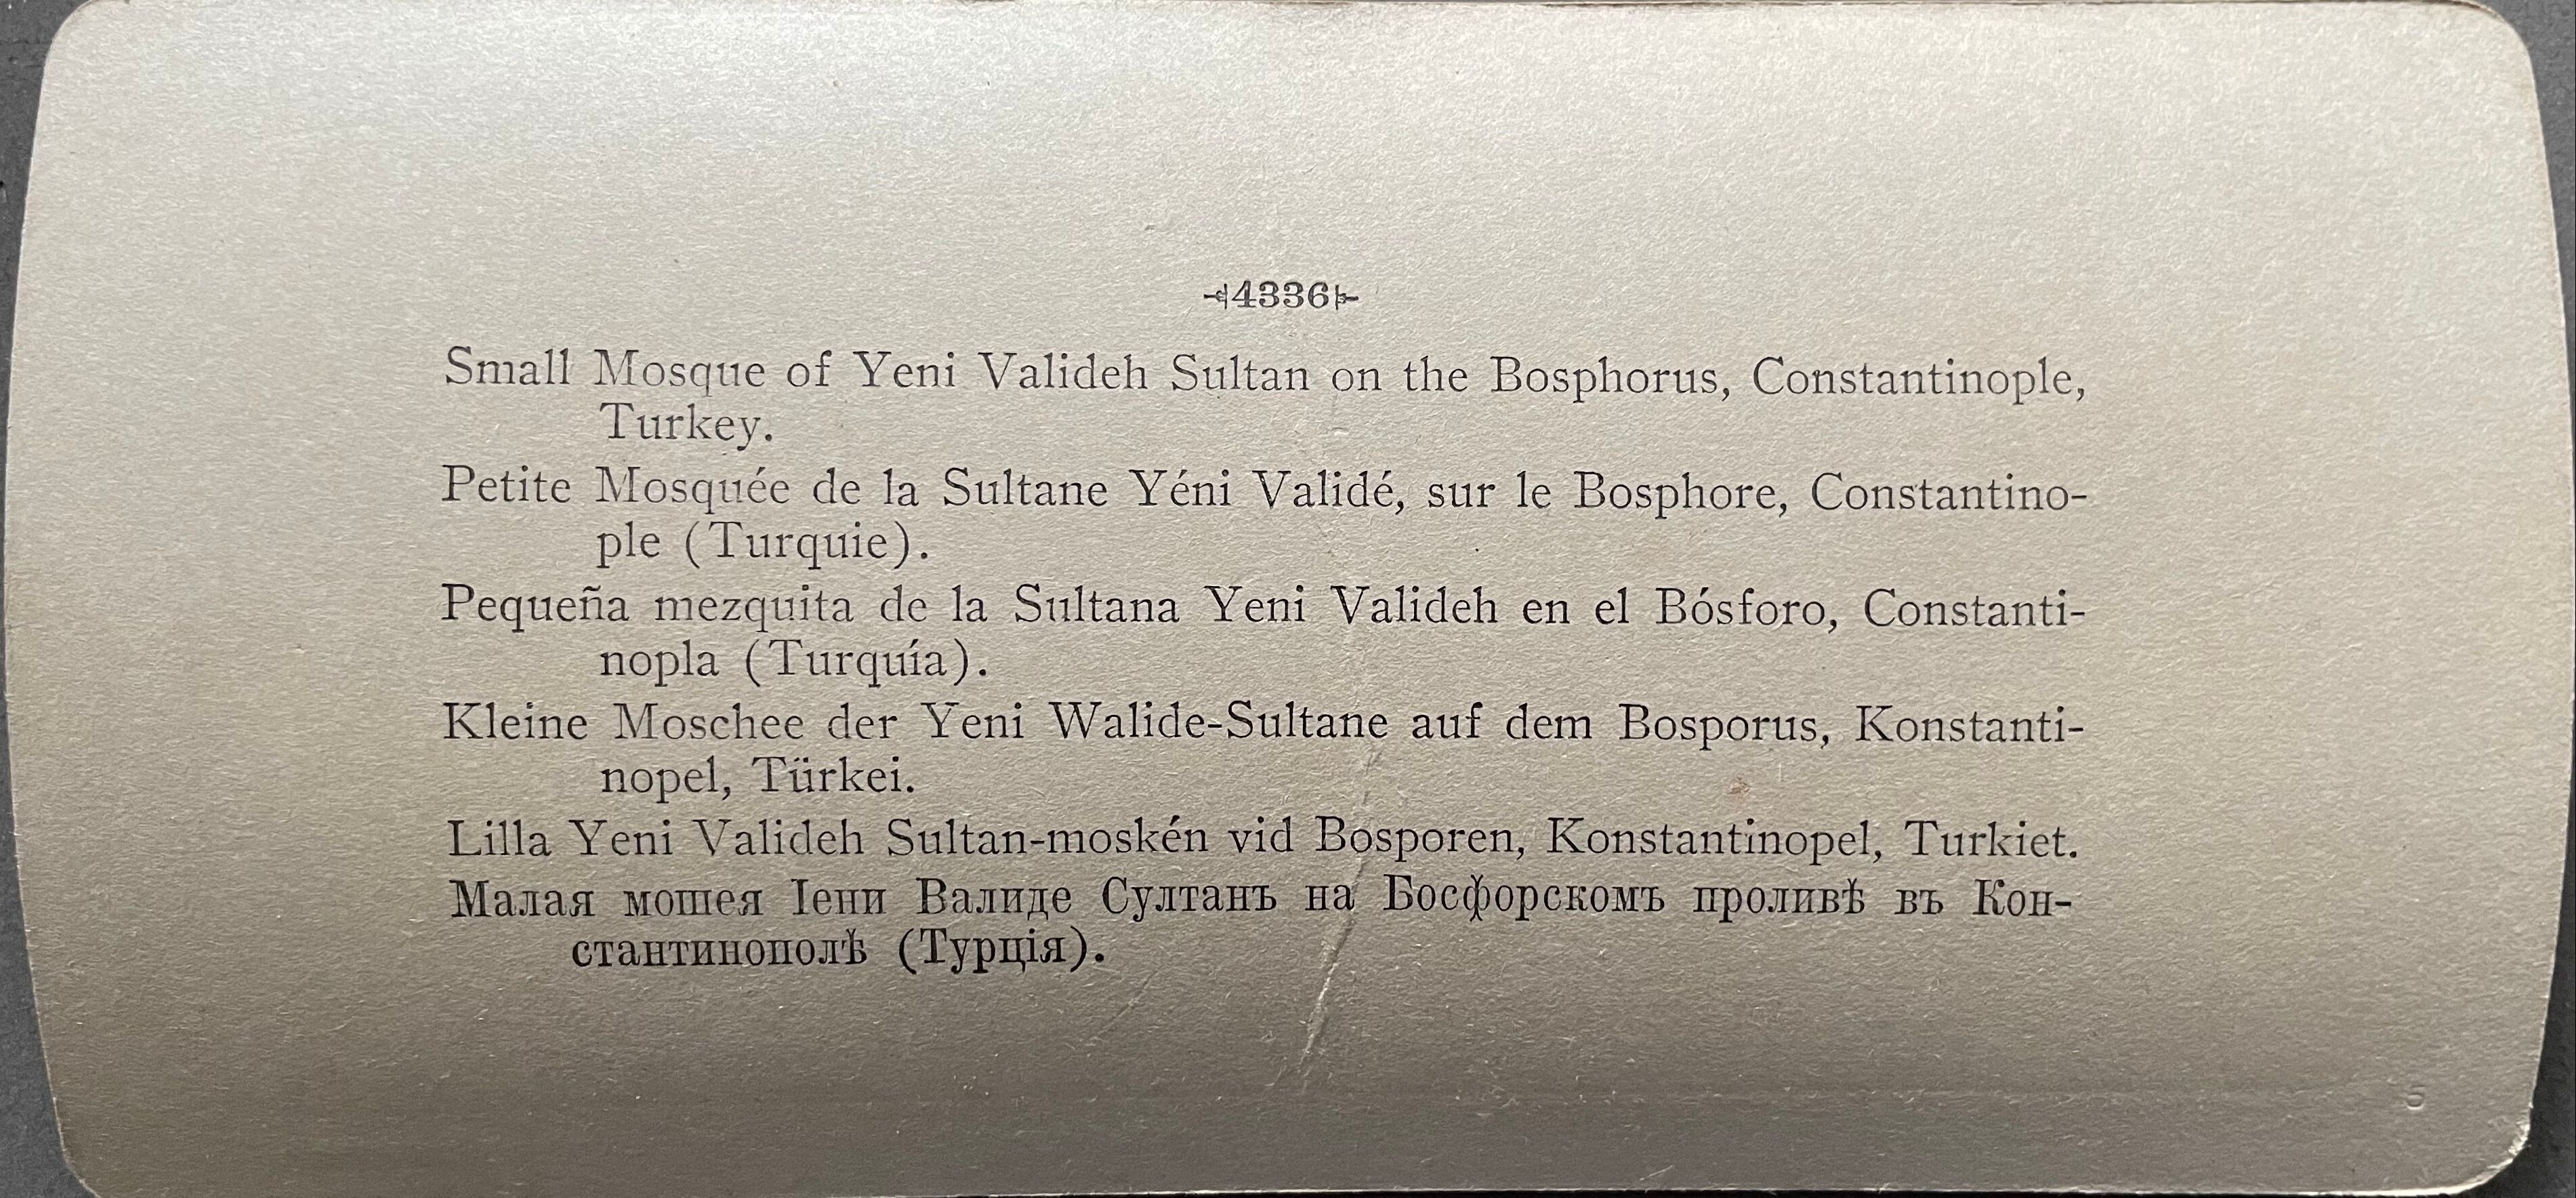 4336
Small Mosque of Yeni Valideh Sultan on the Bosphorus, Constantinople,
Turkey.
Petite Mosquée de la Sultane Yéni Validé, sur le Bosphore, Constantino-
ple (Turquie).
Pequeña mezquita de la Sultana Yeni Valideh en el Bósforo, Constanti-
nopla (Turquía).
Kleine Moschee der Yeni Walide-Sultane auf dem Bosporus, Konstanti-
nopel, Türkei.
Lilla Yeni Valideh Sultan-moskén vid Bosporen, Konstantinopel, Turkiet.
Малая мошея Іени Валиде Султанъ на Босфорскомъ проливѣ въ Кон-
стантинополѣ (Турція).
5